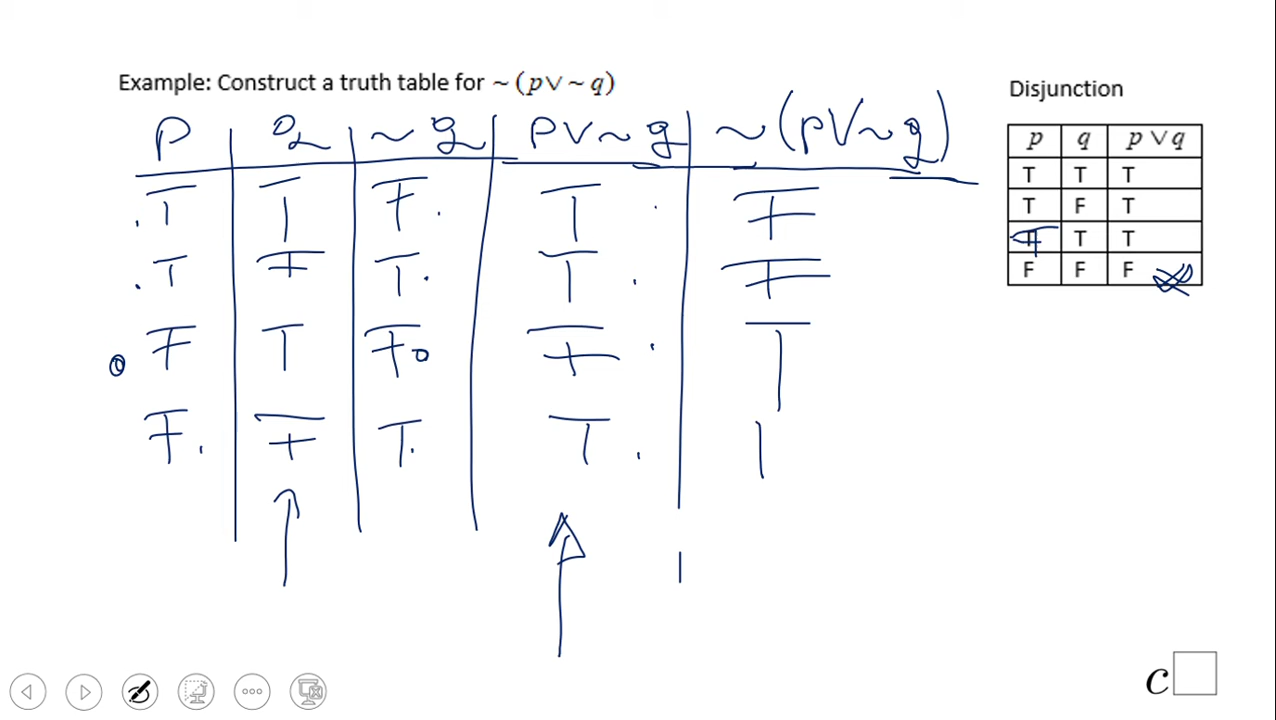 Example: Construct a truth table for ~ (p∨ ~ q)
Disjunction
P q ~ q p∨~ q ~(p∨~q)
T T F T F
T F T T F
F T F F T
F F T T
p q p ∨ q
T T T
T F T
F T T
F F F
c